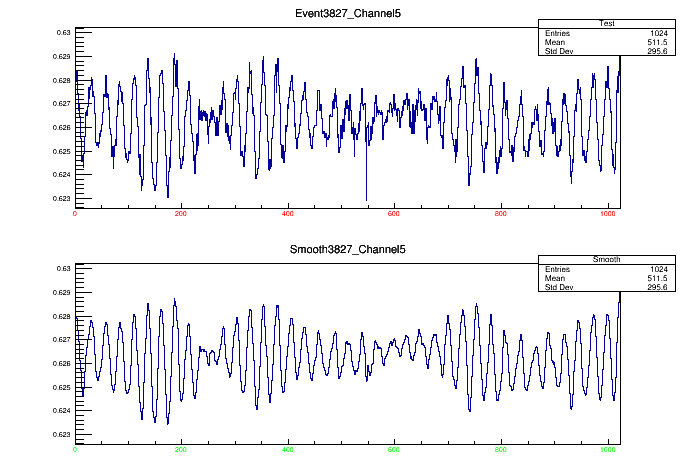 Event3827_Channel5
Test
Entries 1024
Mean 511.5
Std Dev 295.6
0.63
0.629
0.628
0.627
0.626
0.625
0.624
0.623
0 200 400 600 800 1000
Smooth3827_Channel5
Smooth
Entries 1024
Mean 511.5
Std Dev 295.6
0.63
0.629
0.628
0.627
0.626
0.625
0.624
0.623
0 200 400 600 800 1000